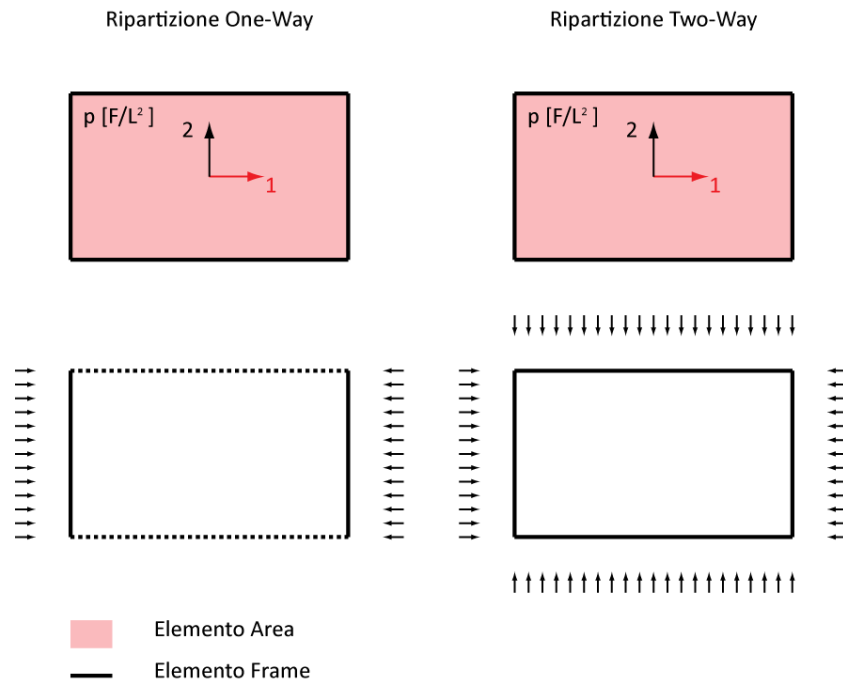 Ripartizione One-Way
Ripartizione Two-Way
p [F/L²]
2
1
p [F/L²]
2
1
Elemento Area
Elemento Frame